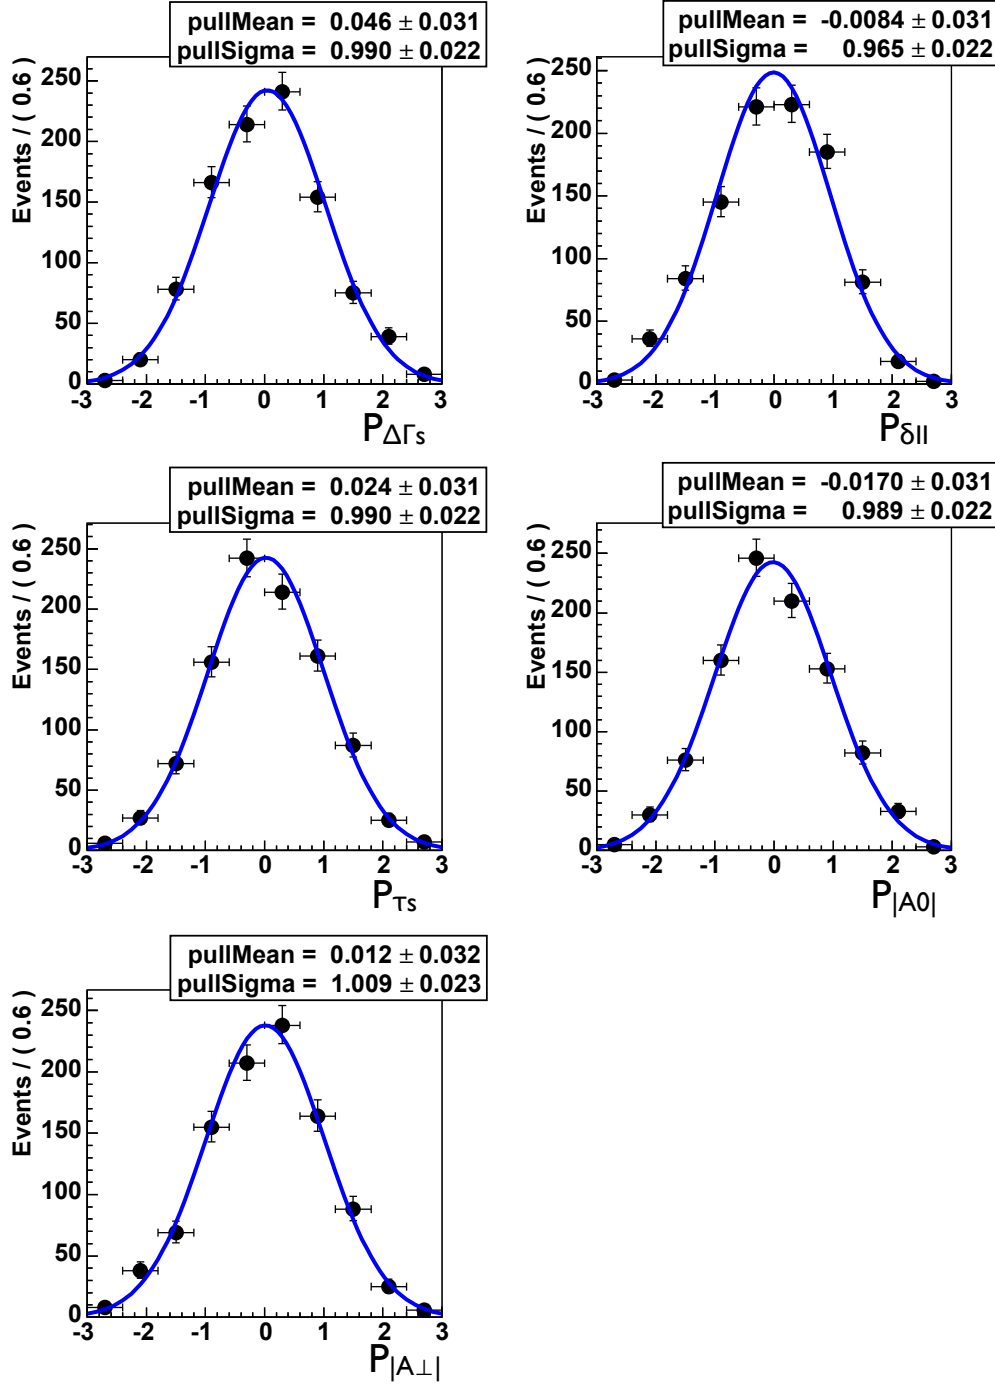 pullMean = 0.046 ± 0.031
pullSigma = 0.990 ± 0.022
Events / ( 0.6 )
250
200
150
100
50
0
-3 -2 -1 0 1 2 3
PΔΓs
pullMean = -0.0084 ± 0.031
pullSigma = 0.965 ± 0.022
Events / ( 0.6 )
250
200
150
100
50
0
-3 -2 -1 0 1 2 3
PδII
pullMean = 0.024 ± 0.031
pullSigma = 0.990 ± 0.022
Events / ( 0.6 )
250
200
150
100
50
0
-3 -2 -1 0 1 2 3
Pτs
pullMean = -0.0170 ± 0.031
pullSigma = 0.989 ± 0.022
Events / ( 0.6 )
250
200
150
100
50
0
-3 -2 -1 0 1 2 3
P|A0|
pullMean = 0.012 ± 0.032
pullSigma = 1.009 ± 0.023
Events / ( 0.6 )
250
200
150
100
50
0
-3 -2 -1 0 1 2 3
P|A⊥|